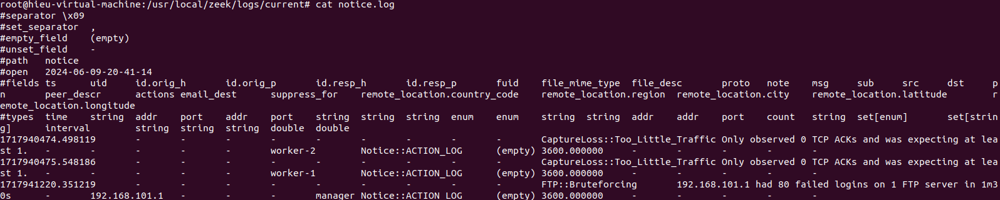 root@hieu-virtual-machine:/usr/local/zeek/logs/current# cat notice.log
#separator \x09
#set_separator  ,
#empty_field    (empty)
#unset_field    -
#path   notice
#open   2024-06-09-20-41-14
#fields ts      uid     id.orig_h       id.orig_p       id.resp_h       id.resp_p       fuid    file_mime_type  file_desc       proto   note    msg     sub     src     dst     p
n       peer_descr      actions email_dest      suppress_for    remote_location.country_code    remote_location.region  remote_location.city    remote_location.latitude        r
emote_location.longitude
#types  time    string  addr    port    addr    port    string  string  string  enum    enum    string  string  addr    addr    port    count   string  set[enum]       set[strin
g]      interval        string  string  string  double  double
1717940474.498119       -       -       -       -       -       -       -       -       -       CaptureLoss::Too_Little_Traffic Only observed 0 TCP ACKs and was expecting at lea
st 1.   -       -       -       -       worker-2        Notice::ACTION_LOG      (empty) 3600.000000     -       -       -       -       -
1717940475.548186       -       -       -       -       -       -       -       -       -       CaptureLoss::Too_Little_Traffic Only observed 0 TCP ACKs and was expecting at lea
st 1.   -       -       -       -       worker-1        Notice::ACTION_LOG      (empty) 3600.000000     -       -       -       -       -
1717941220.351219       -       -       -       -       -       -       -       -       -       FTP::Bruteforcing       192.168.101.1 had 80 failed logins on 1 FTP server in 1m3
0s      -       192.168.101.1   -       -       -       manager Notice::ACTION_LOG      (empty) 3600.000000     -       -       -       -       -